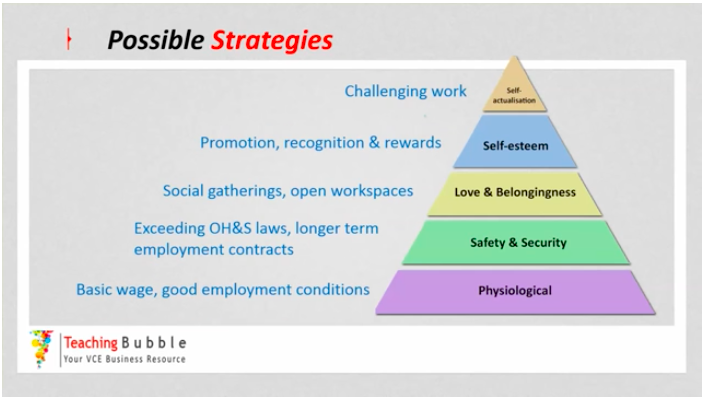 Possible Strategies
Challenging work
Self-
actualisation
Promotion, recognition & rewards
Self-esteem
Social gatherings, open workspaces
Love & Belongingness
Exceeding OH&S laws, longer term
employment contracts
Safety & Security
Basic wage, good employment conditions
Physiological
Teaching Bubble
Your VCE Business Resource